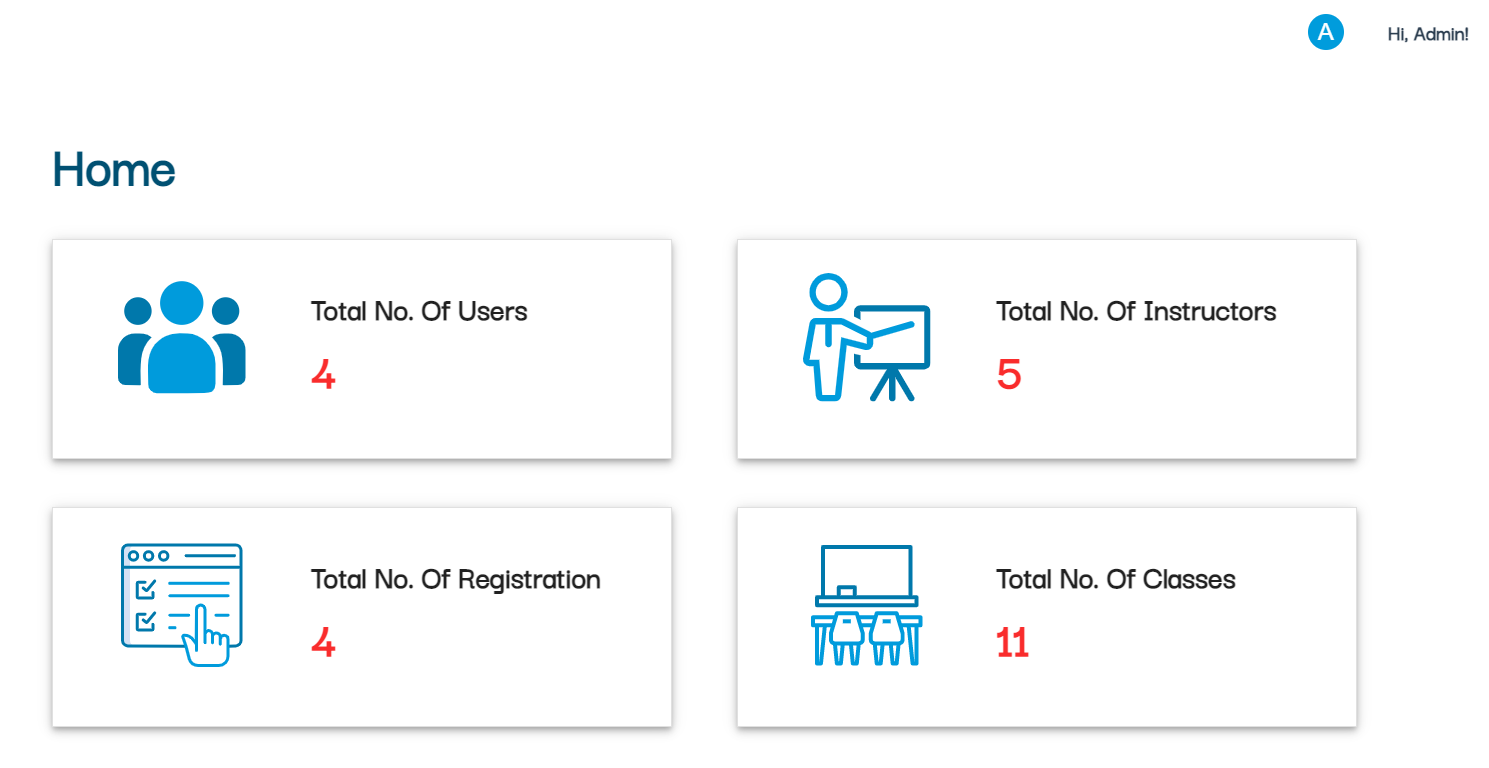 A Hi, Admin!
Home
Total No. Of Users
4
Total No. Of Instructors
5
Total No. Of Registration
4
Total No. Of Classes
11